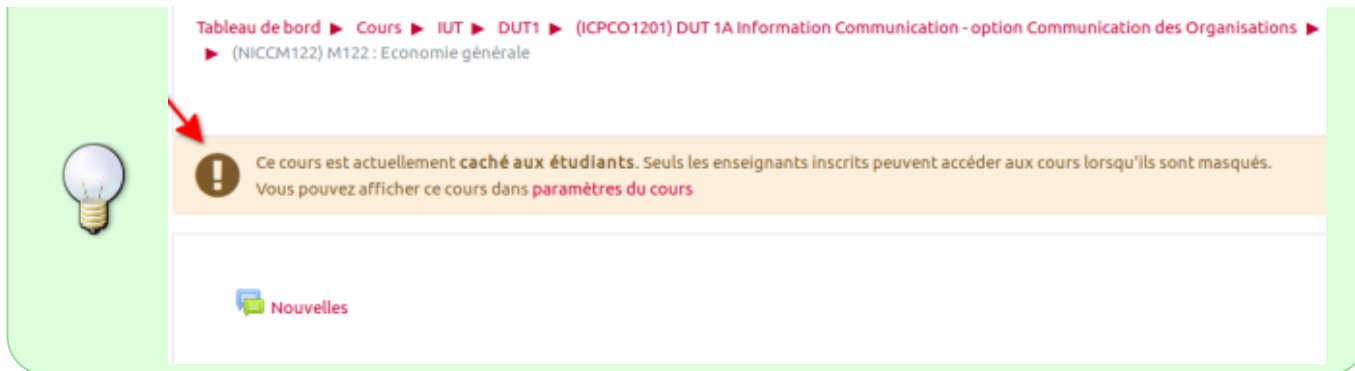 Tableau de bord ▶ Cours ▶ IUT ▶ DUT1 ▶ (ICPCO1201) DUT 1A Information Communication - option Communication des Organisations ▶
▶ (NICCM122) M122 : Economie générale
Ce cours est actuellement caché aux étudiants. Seuls les enseignants inscrits peuvent accéder aux cours lorsqu'ils sont masqués.
Vous pouvez afficher ce cours dans paramètres du cours
Nouvelles